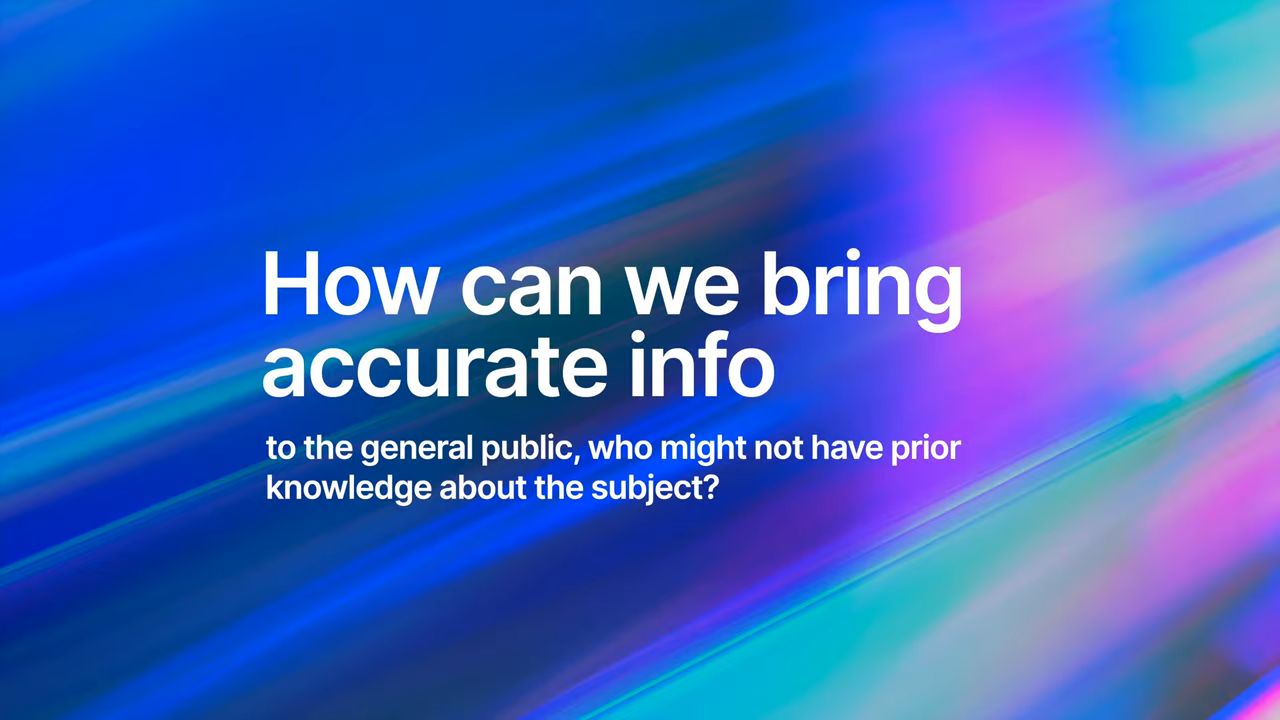 How can we bring
accurate info
to the general public, who might not have prior
knowledge about the subject?